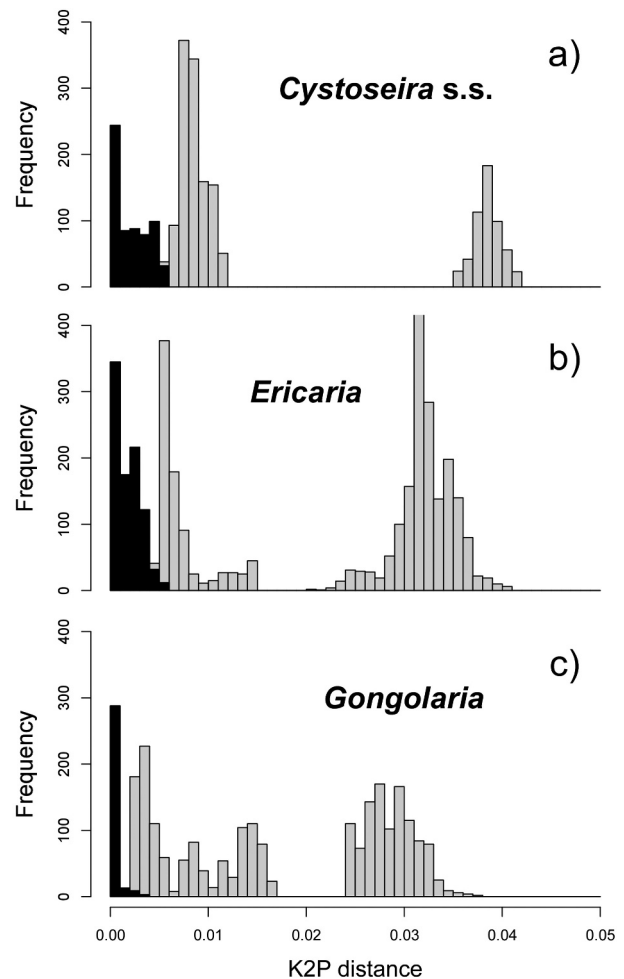 a)
Cystoseira s.s.
Frequency
0 100 200 300 400
b)
Ericaria
Frequency
0 100 200 300 400
c)
Gongolaria
Frequency
0 100 200 300 400
0.00 0.01 0.02 0.03 0.04 0.05
K2P distance